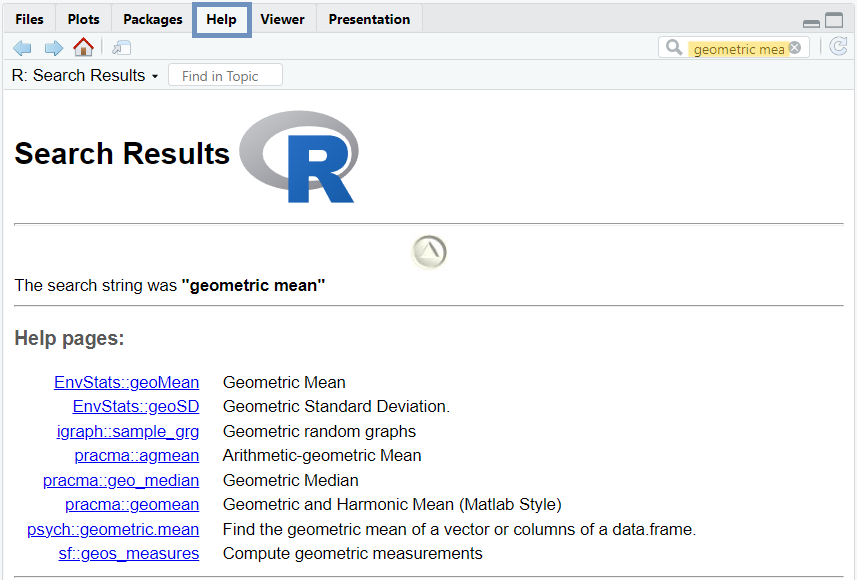 Files Plots Packages Help Viewer Presentation
geometric mea
R: Search Results Find in Topic
Search Results R
The search string was "geometric mean"
Help pages:
EnvStats::geoMean Geometric Mean
EnvStats::geoSD Geometric Standard Deviation.
igraph::sample_grg Geometric random graphs
pracma::agmean Arithmetic-geometric Mean
pracma::geo_median Geometric Median
pracma::geomean Geometric and Harmonic Mean (Matlab Style)
psych::geometric.mean Find the geometric mean of a vector or columns of a data.frame.
sf::geos_measures Compute geometric measurements